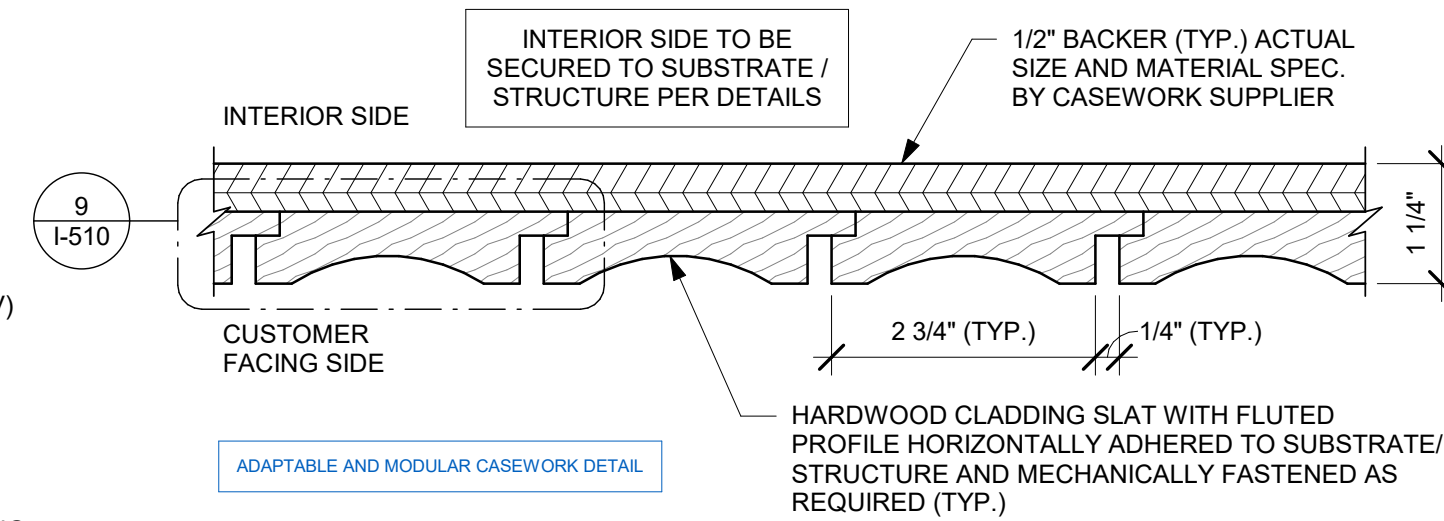 INTERIOR SIDE TO BE
SECURED TO SUBSTRATE /
STRUCTURE PER DETAILS
1/2" BACKER (TYP.) ACTUAL
SIZE AND MATERIAL SPEC.
BY CASEWORK SUPPLIER
INTERIOR SIDE
9
I-510
1 1/4"
CUSTOMER
FACING SIDE
2 3/4" (TYP.)
1/4" (TYP.)
HARDWOOD CLADDING SLAT WITH FLUTED
PROFILE HORIZONTALLY ADHERED TO SUBSTRATE/
STRUCTURE AND MECHANICALLY FASTENED AS
REQUIRED (TYP.)
ADAPTABLE AND MODULAR CASEWORK DETAIL